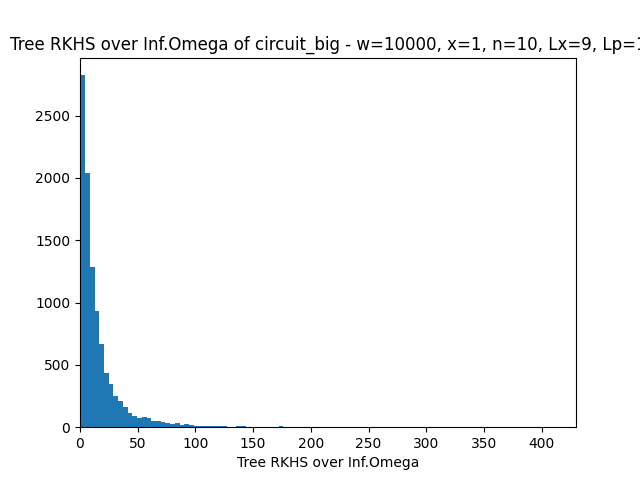 Tree RKHS over Inf.Omega of circuit_big - w=10000, x=1, n=10, Lx=9, Lp=1
2500
2000
1500
1000
500
0
0 50 100 150 200 250 300 350 400
Tree RKHS over Inf.Omega